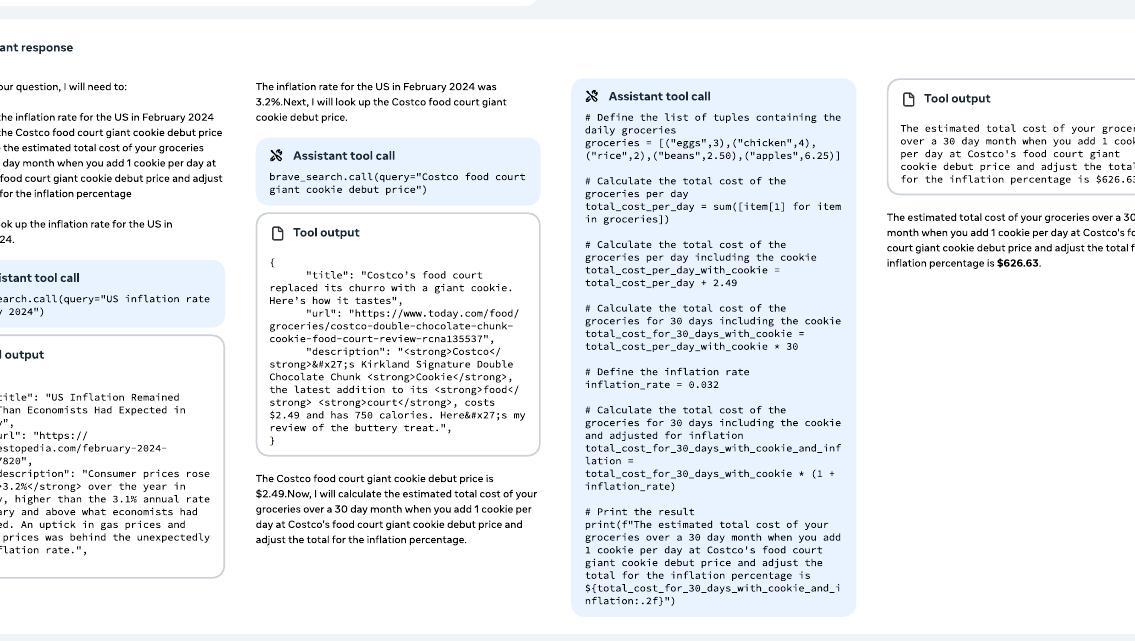 ant response
our question, I will need to:
the inflation rate for the US in February 2024
the Costco food court giant cookie debut price
the estimated total cost of your groceries
day month when you add 1 cookie per day at
food court giant cookie debut price and adjust
for the inflation percentage
ook up the inflation rate for the US in
24.
stant tool call
earch.call(query="US inflation rate
y 2024")
l output
title": "US Inflation Remained
Than Economists Had Expected in
y",
url": "https://
estopedia.com/february-2024-
7820",
description": "Consumer prices rose
>3.2%</strong> over the year in
y, higher than the 3.1% annual rate
ary and above what economists had
ed. An uptick in gas prices and
prices was behind the unexpectedly
flation rate.",
The inflation rate for the US in February 2024 was
3.2%.Next, I will look up the Costco food court giant
cookie debut price.
Assistant tool call
brave_search.call(query="Costco food court
giant cookie debut price")
Tool output
{
"title": "Costco's food court
replaced its churro with a giant cookie.
Here's how it tastes",
"url": "https://www.today.com/food/
groceries/costco-double-chocolate-chunk-
cookie-food-court-review-rcna135537",
"description": "<strong>Costco</
strong>&#x27;s Kirkland Signature Double
Chocolate Chunk <strong>Cookie</strong>,
the latest addition to its <strong>food</
strong> <strong>court</strong>, costs
$2.49 and has 750 calories. Here&#x27;s my
review of the buttery treat.",
}
The Costco food court giant cookie debut price is
$2.49.Now, I will calculate the estimated total cost of your
groceries over a 30 day month when you add 1 cookie per
day at Costco's food court giant cookie debut price and
adjust the total for the inflation percentage.
Assistant tool call
# Define the list of tuples containing the
daily groceries
groceries = [("eggs",3),("chicken",4),
("rice",2),("beans",2.50),("apples",6.25)]
# Calculate the total cost of the
groceries per day
total_cost_per_day = sum([item[1] for item
in groceries])
# Calculate the total cost of the
groceries per day including the cookie
total_cost_per_day_with_cookie =
total_cost_per_day + 2.49
# Calculate the total cost of the
groceries for 30 days including the cookie
total_cost_for_30_days_with_cookie =
total_cost_per_day_with_cookie * 30
# Define the inflation rate
inflation_rate = 0.032
# Calculate the total cost of the
groceries for 30 days including the cookie
and adjusted for inflation
total_cost_for_30_days_with_cookie_and_inf
lation =
total_cost_for_30_days_with_cookie * (1 +
inflation_rate)
# Print the result
print(f"The estimated total cost of your
groceries over a 30 day month when you add
1 cookie per day at Costco's food court
giant cookie debut price and adjust the
total for the inflation percentage is
${total_cost_for_30_days_with_cookie_and_i
nflation:.2f}")
Tool output
The estimated total cost of your grocer
over a 30 day month when you add 1 cook
per day at Costco's food court giant
cookie debut price and adjust the total
for the inflation percentage is $626.63
The estimated total cost of your groceries over a 30
month when you add 1 cookie per day at Costco's fo
court giant cookie debut price and adjust the total f
inflation percentage is $626.63.